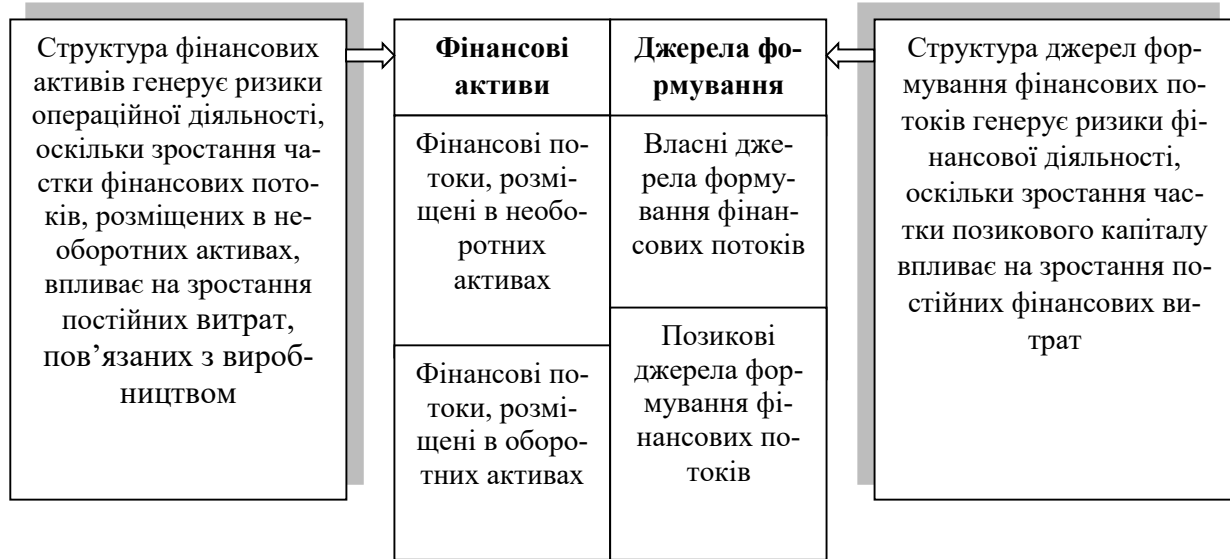 Структура фінансових
активів генерує ризики
операційної діяльності,
оскільки зростання ча-
стки фінансових пото-
ків, розміщених в не-
оборотних активах,
впливає на зростання
постійних витрат,
пов’язаних з вироб-
ництвом
Фінансові
активи
Фінансові по-
токи, розмі-
щені в необо-
ротних
активах
Фінансові по-
токи, розмі-
щені в оборо-
тних активах
Джерела фо-
рмування
Власні дже-
рела форму-
вання фінан-
сових потоків
Позикові
джерела фор-
мування фі-
нансових по-
токів
Структура джерел фор-
мування фінансових по-
токів генерує ризики фі-
нансової діяльності,
оскільки зростання час-
тки позикового капіталу
впливає на зростання по-
стійних фінансових ви-
трат